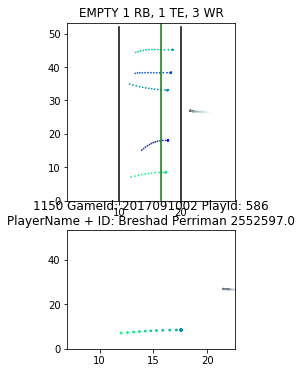 EMPTY 1 RB, 1 TE, 3 WR
50
40
30
20
10
0
10 20
1150 GameId: 2017091002 PlayId: 586
PlayerName + ID: Breshad Perriman 2552597.0
40
20
0
10 15 20